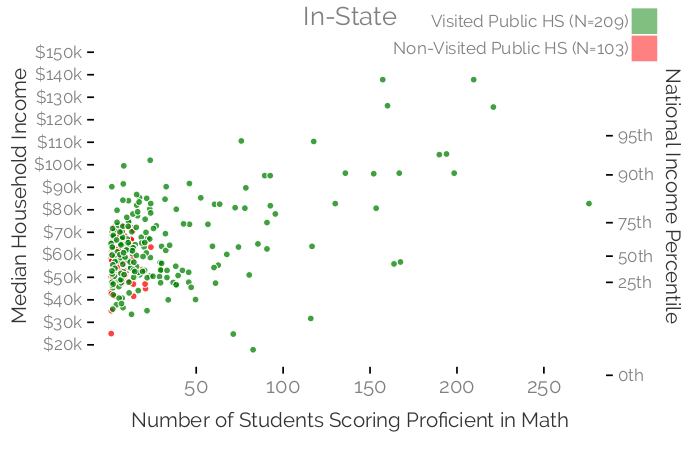 In-State
Visited Public HS (N=209)
Non-Visited Public HS (N=103)
Median Household Income
$150k
$140k
$130k
$120k
$110k
$100k
$90k
$80k
$70k
$60k
$50k
$40k
$30k
$20k
95th
90th
75th
50th
25th
0th
National Income Percentile
50 100 150 200 250
Number of Students Scoring Proficient in Math